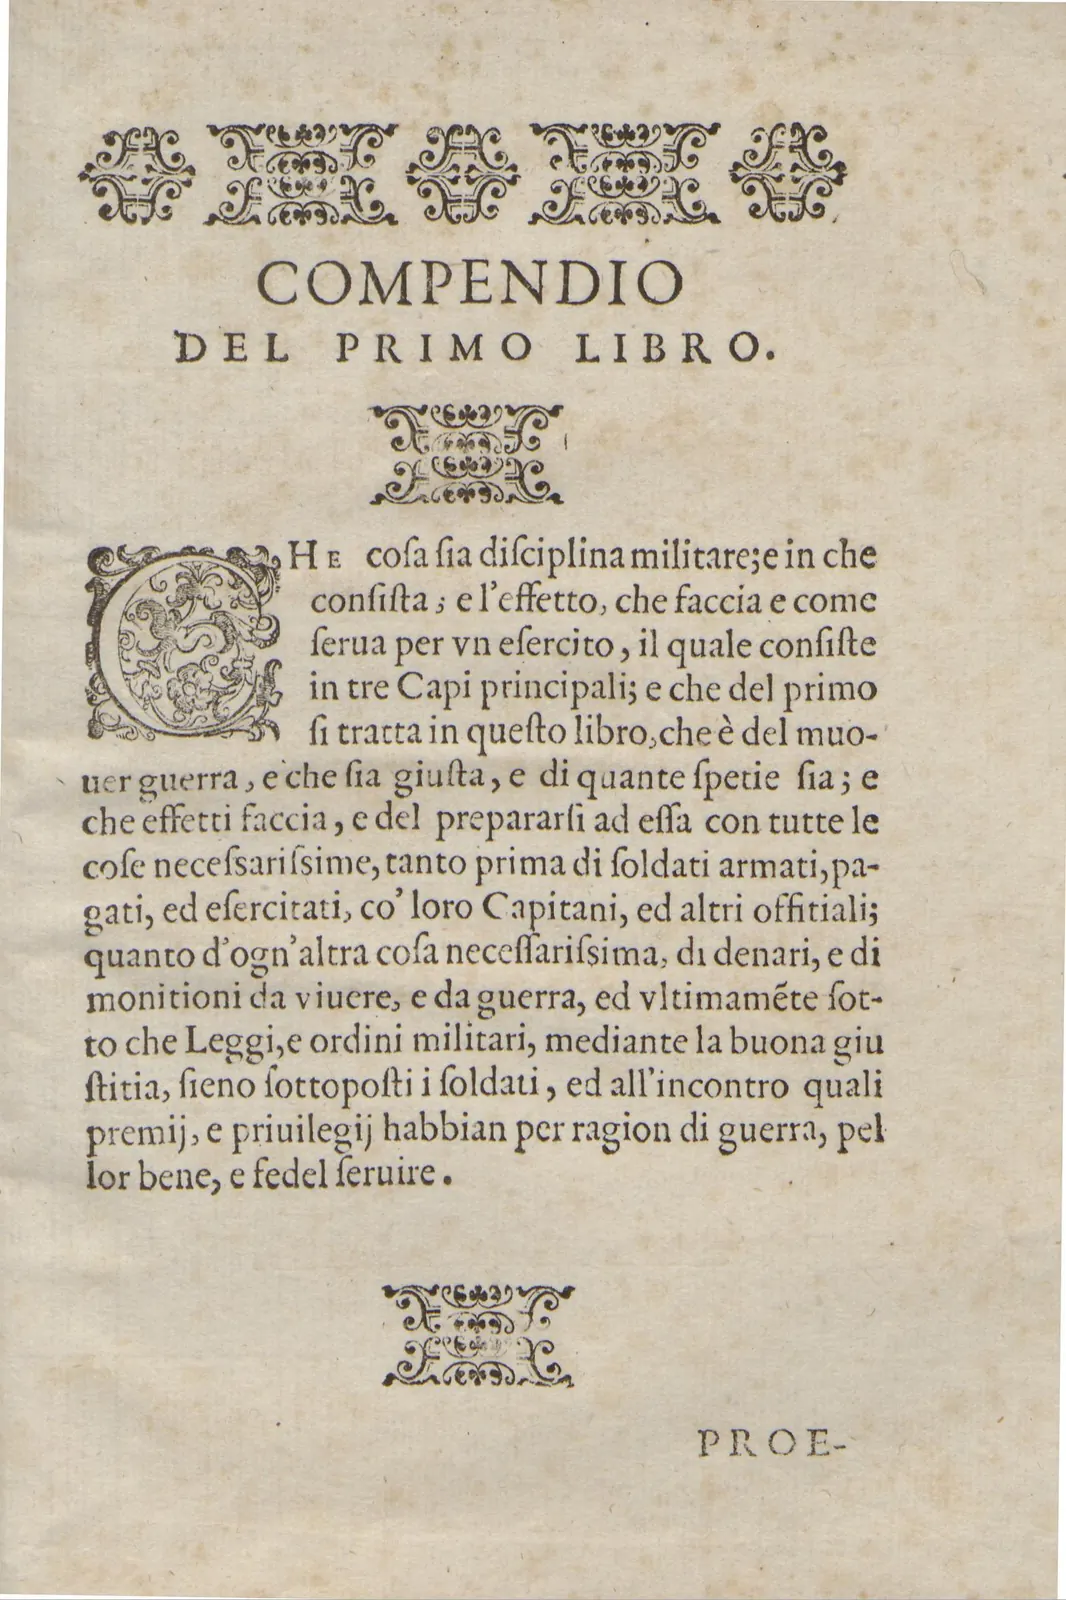 COMPENDIO
DEL PRIMO LIBRO.
CHE coſa ſia diſciplina militare; e in che
conſiſta; e l'effetto, che faccia e come
ſerua per vn eſercito, il quale conſiſte
in tre Capi principali; e che del primo
ſi tratta in queſto libro, che è del muo-
uer guerra, e che ſia giuſta, e di quante ſpetie ſia; e
che effetti faccia, e del prepararſi ad eſſa con tutte le
coſe neceſsariſsime, tanto prima di ſoldati armati, pa-
gati, ed eſercitati, co' loro Capitani, ed altri offitiali;
quanto d'ogn'altra coſa neceſſariſsima, di denari, e di
monitioni da viuere, e da guerra, ed vltimamẽte ſot-
to che Leggi, e ordini militari, mediante la buona giu
ſtitia, ſieno ſottopoſti i ſoldati, ed all'incontro quali
premij, e priuilegij habbian per ragion di guerra, pel
lor bene, e fedel ſeruire.
PROE-